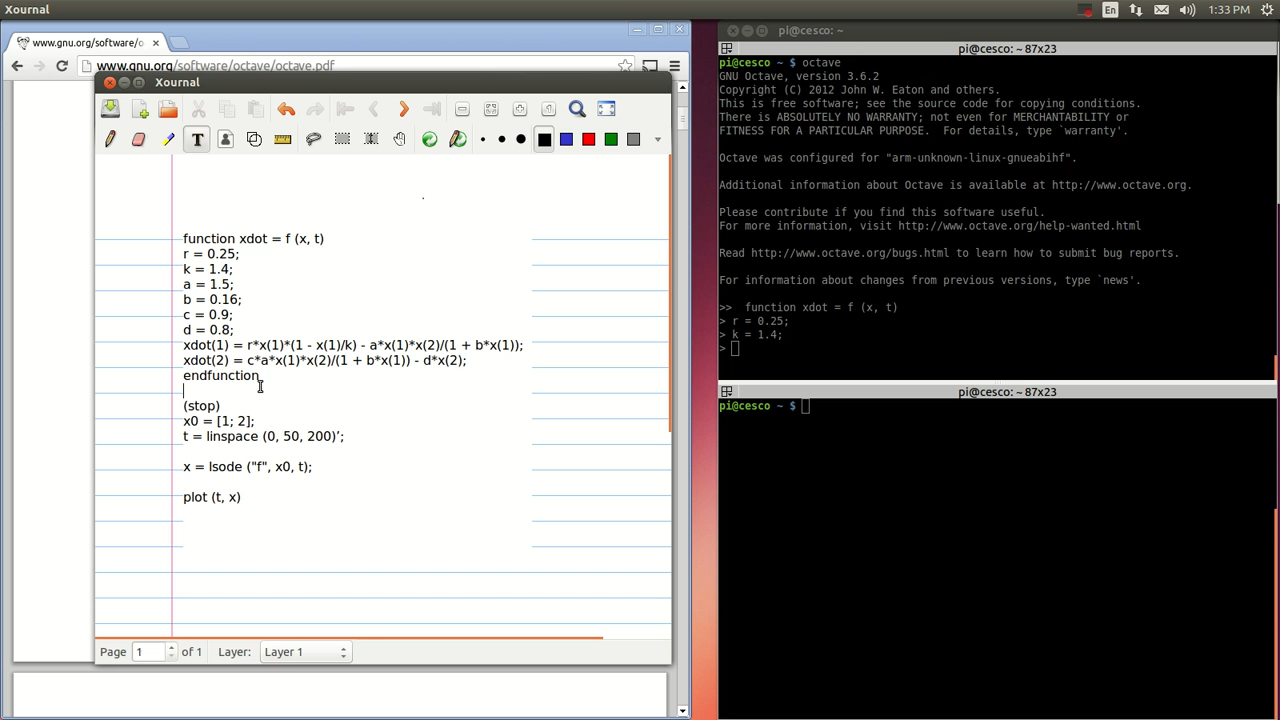 Xournal
En
1:33 PM
www.gnu.org/software/o
www.gnu.org/software/octave/octave.pdf
Xournal
T
function xdot = f (x, t)
r = 0.25;
k = 1.4;
a = 1.5;
b = 0.16;
c = 0.9;
d = 0.8;
xdot(1) = r*x(1)*(1 - x(1)/k) - a*x(1)*x(2)/(1 + b*x(1));
xdot(2) = c*a*x(1)*x(2)/(1 + b*x(1)) - d*x(2);
endfunction
(stop)
x0 = [1; 2];
t = linspace (0, 50, 200)’;
x = lsode ("f", x0, t);
plot (t, x)
Page 1 of 1 Layer: Layer 1
pi@cesco: ~
pi@cesco: ~ 87x23
pi@cesco ~ $ octave
GNU Octave, version 3.6.2
Copyright (C) 2012 John W. Eaton and others.
This is free software; see the source code for copying conditions.
There is ABSOLUTELY NO WARRANTY; not even for MERCHANTABILITY or
FITNESS FOR A PARTICULAR PURPOSE.  For details, type `warranty'.
Octave was configured for "arm-unknown-linux-gnueabihf".
Additional information about Octave is available at http://www.octave.org.
Please contribute if you find this software useful.
For more information, visit http://www.octave.org/help-wanted.html
Read http://www.octave.org/bugs.html to learn how to submit bug reports.
For information about changes from previous versions, type `news'.
>>  function xdot = f (x, t)
> r = 0.25;
> k = 1.4;
>
pi@cesco: ~ 87x23
pi@cesco ~ $